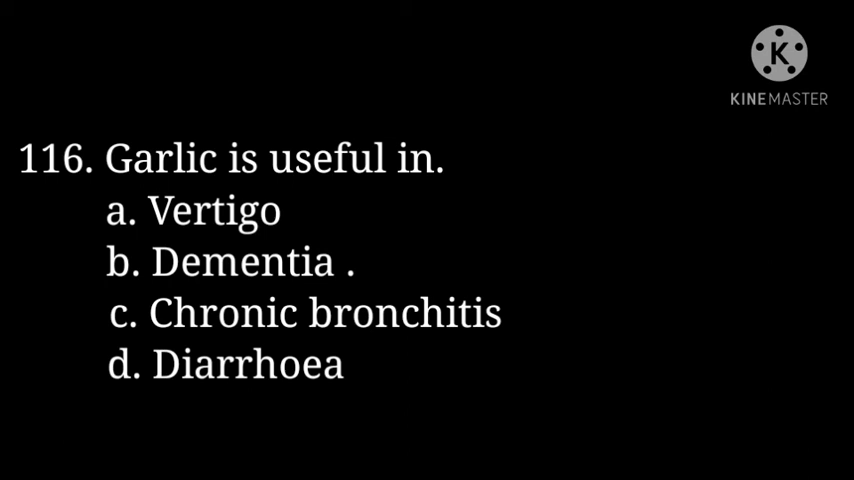 K
KINEMASTER
116. Garlic is useful in.
a. Vertigo
b. Dementia .
c. Chronic bronchitis
d. Diarrhoea